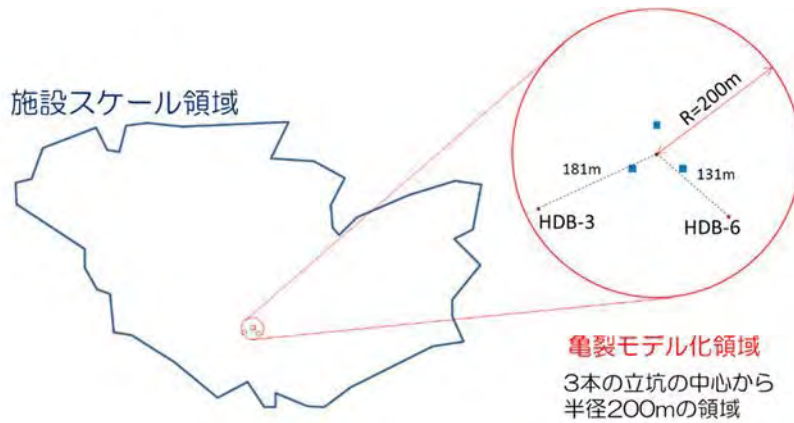 施設スケール領域
R=200m
181m
131m
HDB-3
HDB-6
亀裂モデル化領域
3本の立坑の中心から
半径200mの領域